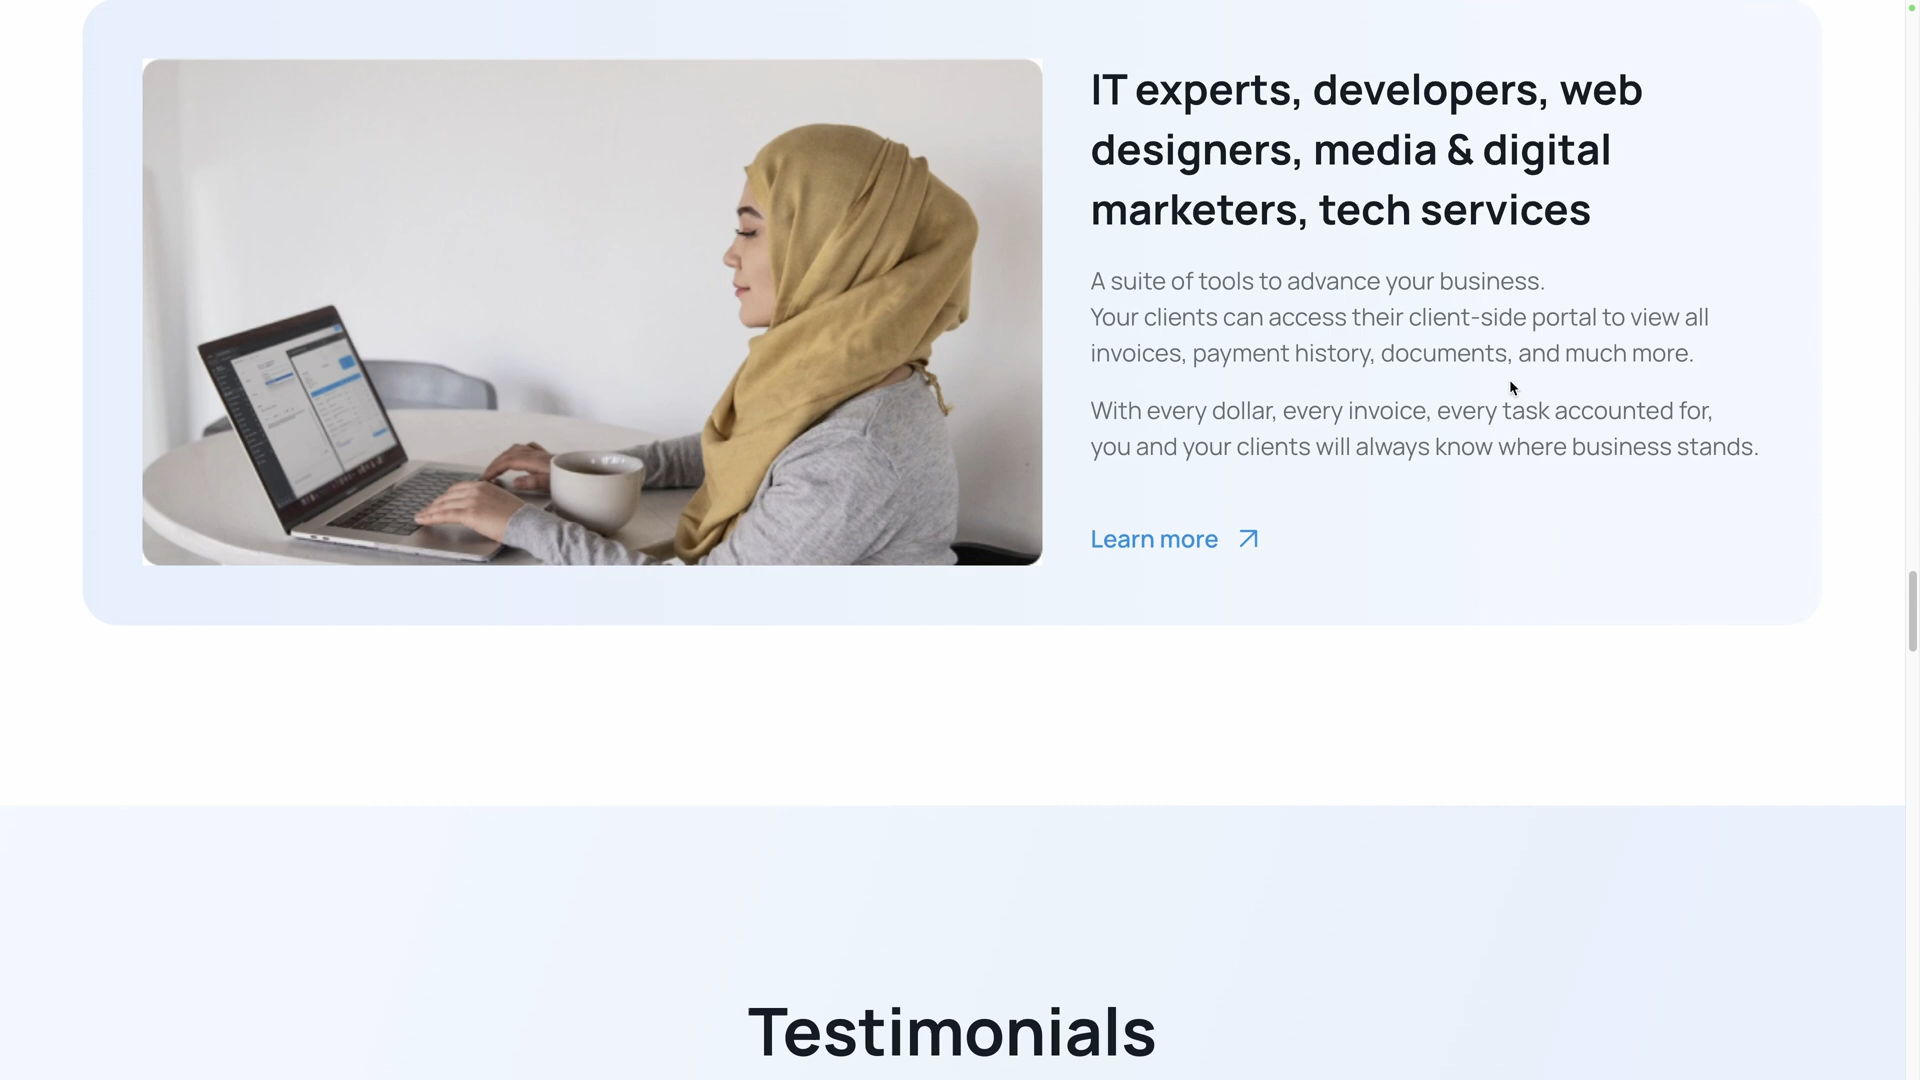 IT experts, developers, web
designers, media & digital
marketers, tech services
A suite of tools to advance your business.
Your clients can access their client-side portal to view all
invoices, payment history, documents, and much more.
With every dollar, every invoice, every task accounted for,
you and your clients will always know where business stands.
Learn more
Testimonials